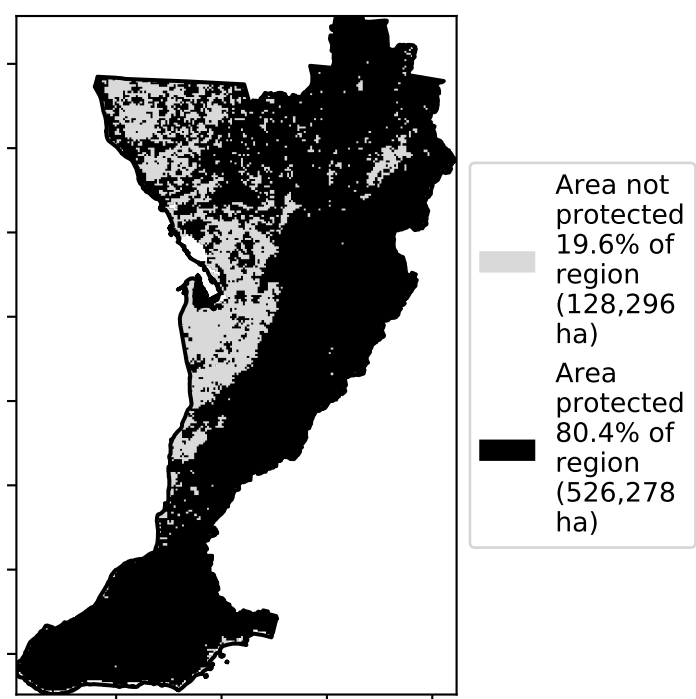 Area not
protected
19.6% of
region
(128,296
ha)
Area
protected
80.4% of
region
(526,278
ha)